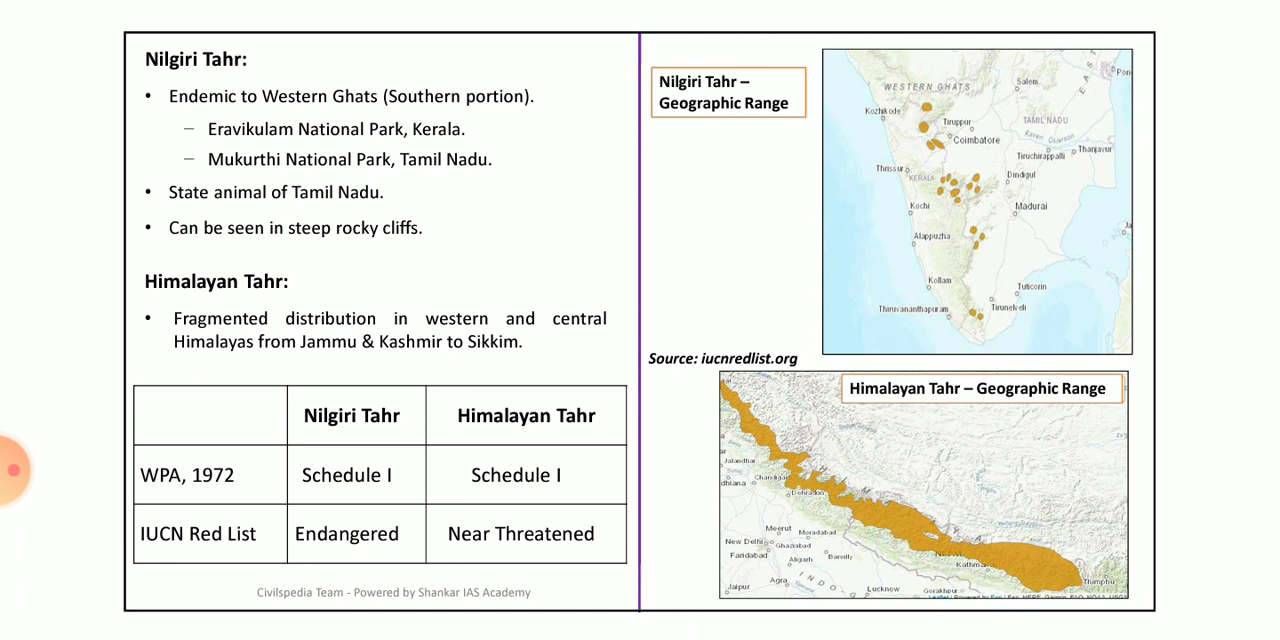 Nilgiri Tahr:
• Endemic to Western Ghats (Southern portion).
– Eravikulam National Park, Kerala.
– Mukurthi National Park, Tamil Nadu.
• State animal of Tamil Nadu.
• Can be seen in steep rocky cliffs.
Himalayan Tahr:
• Fragmented distribution in western and central
Himalayas from Jammu & Kashmir to Sikkim.
Nilgiri Tahr Himalayan Tahr
WPA, 1972 Schedule I Schedule I
IUCN Red List Endangered Near Threatened
Civilspedia Team - Powered by Shankar IAS Academy
Nilgiri Tahr –
Geographic Range
WESTERN GHATS
Salem
Kozhikode
Tiruppur
TAMIL NADU
Coimbatore
Tiruchirappalli
Thanjavur
Thrissur
KERALA
Dindigul
Kochi
Madurai
Alappuzha
Kollam
Tuticorin
Thiruvananthapuram
Tirunelveli
Source: iucnredlist.org
Himalayan Tahr – Geographic Range
Jalandhar
Chandigarh
dhiana
Dehradun
Meerut
Moradabad
New Delhi
Ghaziabad
Faridabad
Bareilly
Aligarh
NEPAL
Kathma
Thimphu
Jaipur
Agra
INDO
Lucknow
Gorakhpur